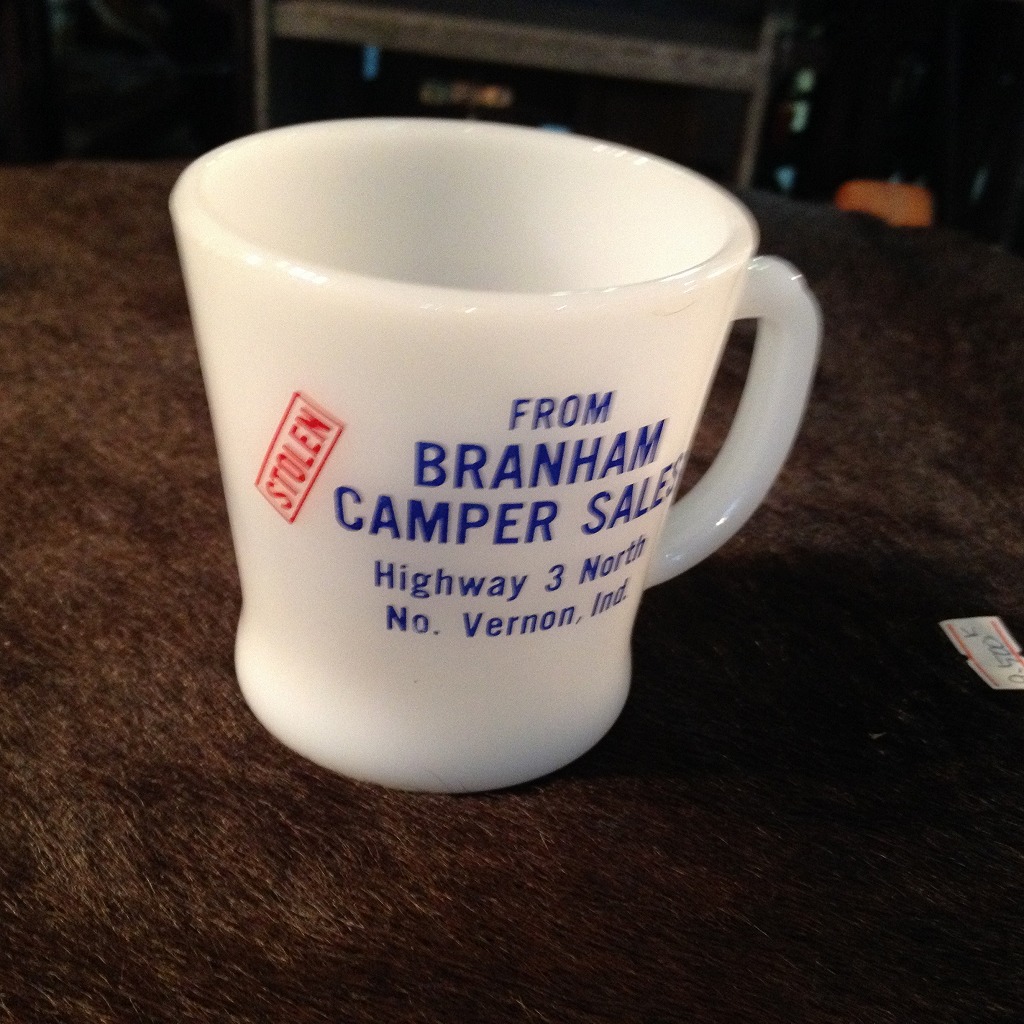 STOLEN
FROM
BRANHAM
CAMPER SALES
Highway 3 North
No. Vernon, Ind.